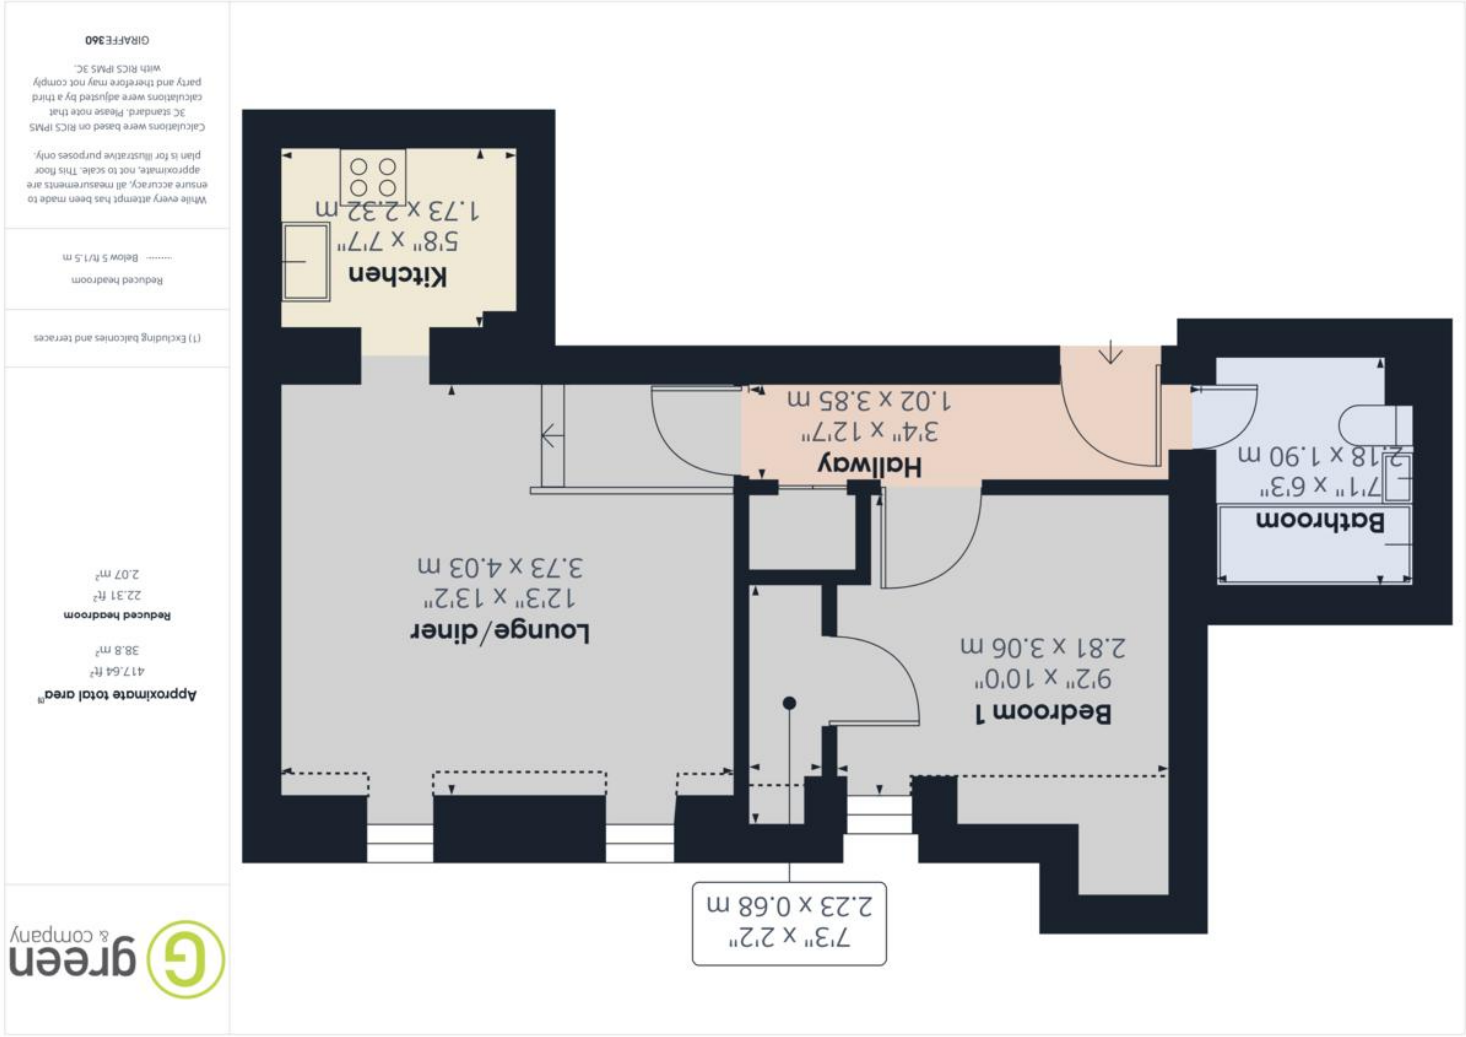 7'3" x 2'2"
2.23 x 0.68 m
Bedroom 1
9'2" x 10'0"
2.81 x 3.06 m
Lounge/diner
12'3" x 13'2"
3.73 x 4.03 m
Bathroom
7'1" x 6'3"
2.18 x 1.90 m
Hallway
3'4" x 12'7"
1.02 x 3.85 m
Kitchen
5'8" x 7'7"
1.73 x 2.32 m
G green
& company
Approximate total area⁽¹⁾
417.64 ft²
38.8 m²
Reduced headroom
22.31 ft²
2.07 m²
(1) Excluding balconies and terraces
Reduced headroom
Below 5 ft/1.5 m
While every attempt has been made to
ensure accuracy, all measurements are
approximate, not to scale. This floor
plan is for illustrative purposes only.
Calculations were based on RICS IPMS
3C standard. Please note that
calculations were adjusted by a third
party and therefore may not comply
with RICS IPMS 3C.
GIRAFFE360